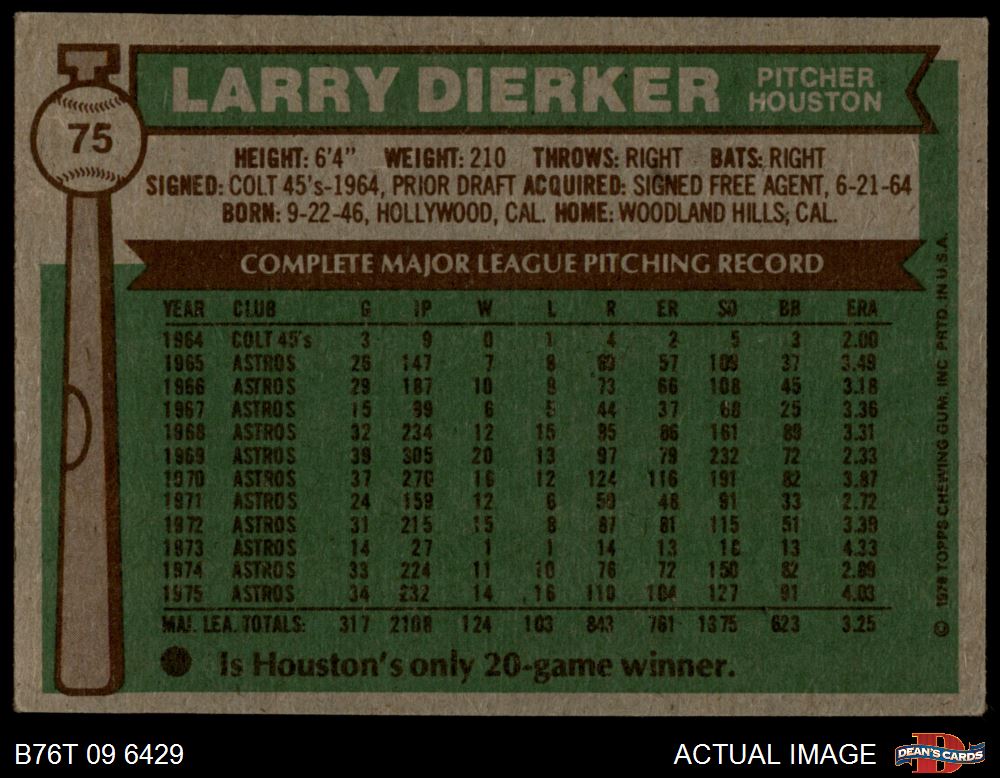 LARRY DIERKER
PITCHER
HOUSTON
75
HEIGHT: 6'4" WEIGHT: 210 THROWS: RIGHT BATS: RIGHT
SIGNED: COLT 45's-1964, PRIOR DRAFT ACQUIRED: SIGNED FREE AGENT, 6-21-64
BORN: 9-22-46, HOLLYWOOD, CAL. HOME: WOODLAND HILLS, CAL.
COMPLETE MAJOR LEAGUE PITCHING RECORD
YEAR CLUB G IP W L R ER SO BB ERA
1964 COLT 45's 3 9 0 1 4 2 5 3 2.00
1965 ASTROS 26 147 7 8 69 57 109 37 3.49
1966 ASTROS 29 187 10 8 73 66 108 45 3.18
1967 ASTROS 15 99 6 5 44 37 68 25 3.36
1968 ASTROS 32 234 12 15 95 86 161 89 3.31
1969 ASTROS 39 305 20 13 97 79 232 72 2.33
1970 ASTROS 37 270 16 12 124 116 191 82 3.87
1971 ASTROS 24 159 12 6 50 48 91 33 2.72
1972 ASTROS 31 215 15 8 87 81 115 51 3.39
1973 ASTROS 14 27 1 1 14 13 18 13 4.33
1974 ASTROS 33 224 11 10 76 72 150 82 2.89
1975 ASTROS 34 232 14 16 110 104 127 91 4.03
MAJ. LEA. TOTALS: 317 2108 124 103 843 761 1375 623 3.25
Is Houston's only 20-game winner.
© 1976 TOPPS CHEWING GUM, INC. PRTD. IN U.S.A.
B76T 09 6429
ACTUAL IMAGE
D
DEAN'S CARDS